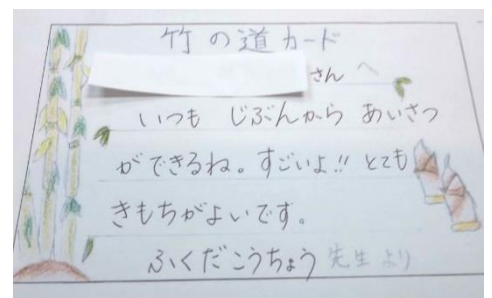 竹の道カード
さんへ
いつも じぶんから あいさつ
ができるね。すごいよ!! とても
きもちがよいです。
ふくだこうちょう先生より